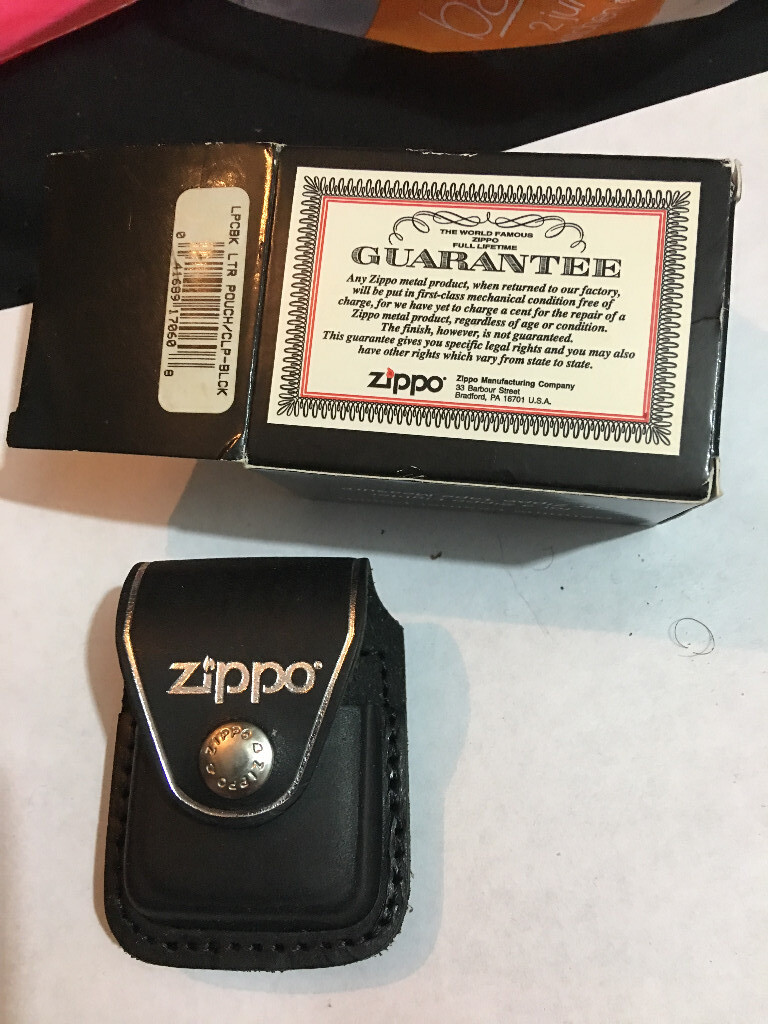 LPCBK LTR POUCH/CLP-BLCK
0 41689 17060 8
THE WORLD FAMOUS
ZIPPO
FULL LIFETIME
GUARANTEE
Any Zippo metal product, when returned to our factory,
will be put in first-class mechanical condition free of
charge, for we have yet to charge a cent for the repair of a
Zippo metal product, regardless of age or condition.
The finish, however, is not guaranteed.
This guarantee gives you specific legal rights and you may also
have other rights which vary from state to state.
zippo®
Zippo Manufacturing Company
33 Barbour Street
Bradford, PA 16701 U.S.A.
zippo®
ZIPPO ZIPPO